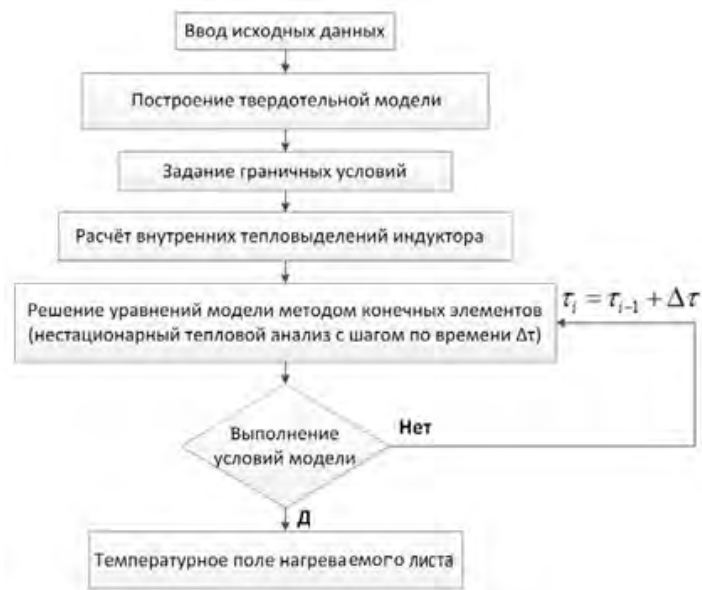 Ввод исходных данных
Построение твердотельной модели
Задание граничных условий
Расчёт внутренних тепловыделений индуктора
Решение уравнений модели методом конечных элементов
(нестационарный тепловой анализ с шагом по времени Δτ)
τᵢ = τᵢ₋₁ + Δτ
Выполнение
условий модели
Нет
Д
Температурное поле нагреваемого листа